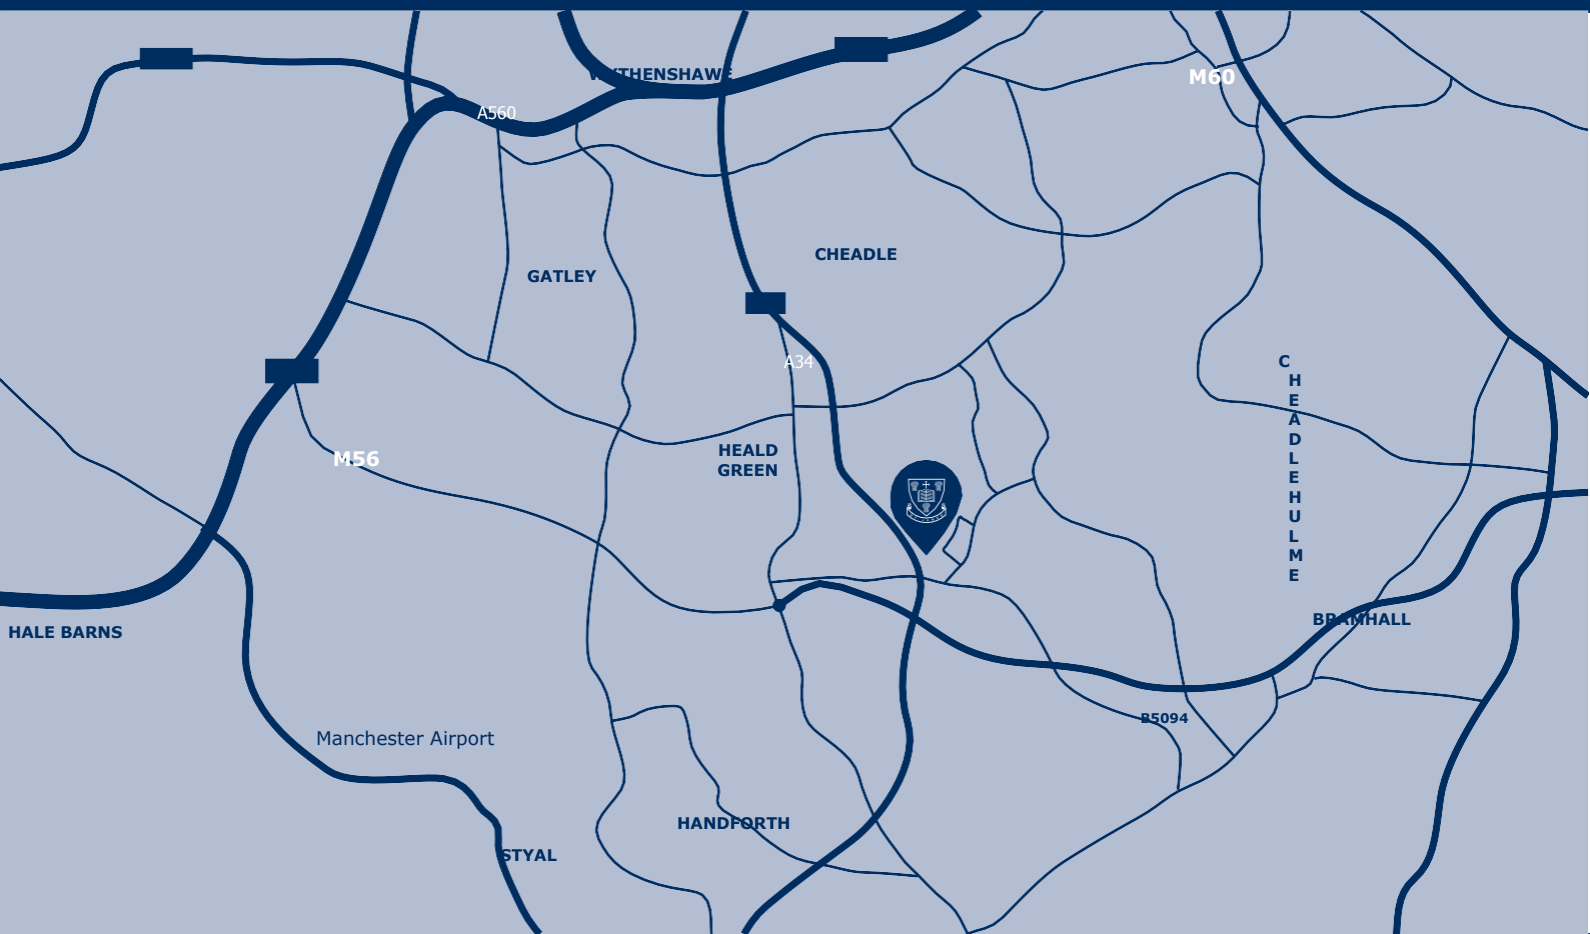 WYTHENSHAWE
M60
A560
CHEADLE
GATLEY
A34
C
H
E
A
D
L
E
H
U
L
M
E
HEALD
GREEN
M56
HALE BARNS
BRAMHALL
B5094
Manchester Airport
HANDFORTH
STYAL